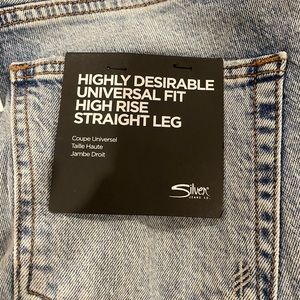 HIGHLY DESIRABLE
UNIVERSAL FIT
HIGH RISE
STRAIGHT LEG
Coupe Universel
Taille Haute
Jambe Droit
Silver
JEANS CO.